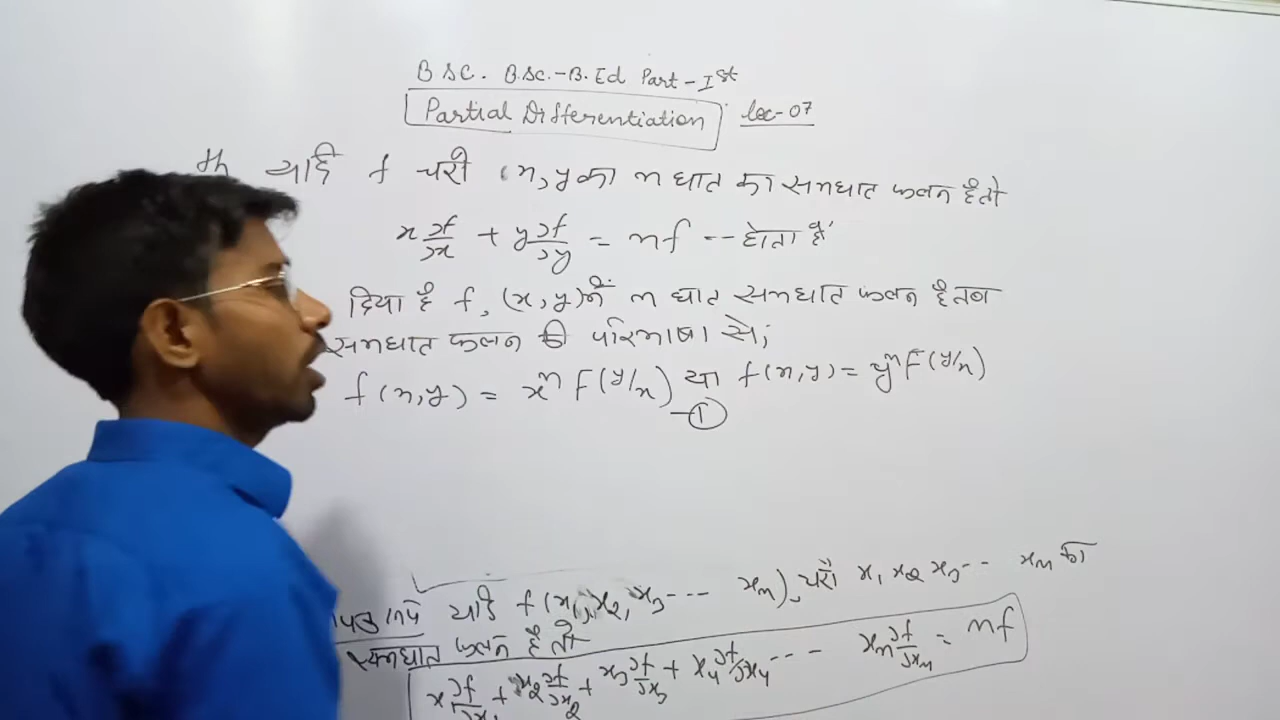 B.SC. B.Sc.-B.Ed Part-Ist
Partial Differentiation Lec-07
Th यदि f चरों x, y का n घात का समघात फलन है तो
x ∂f/∂x + y ∂f/∂y = nf -- होता है
दिया है f, (x, y) में n घात समघात फलन है तब
समघात फलन की परिभाषा से;
f(x, y) = xⁿ F(y/x) या f(x, y) = yⁿ F(y/x)
—①
यदि f(x₁, x₂, x₃ --- xₙ), चरों x₁ x₂ x₃ -- xₙ का
समघात फलन है तो
x ∂f/∂x₁ + x₂ ∂f/∂x₂ + x₃ ∂f/∂x₃ + x₄ ∂f/∂x₄ --- xₙ ∂f/∂xₙ = nf